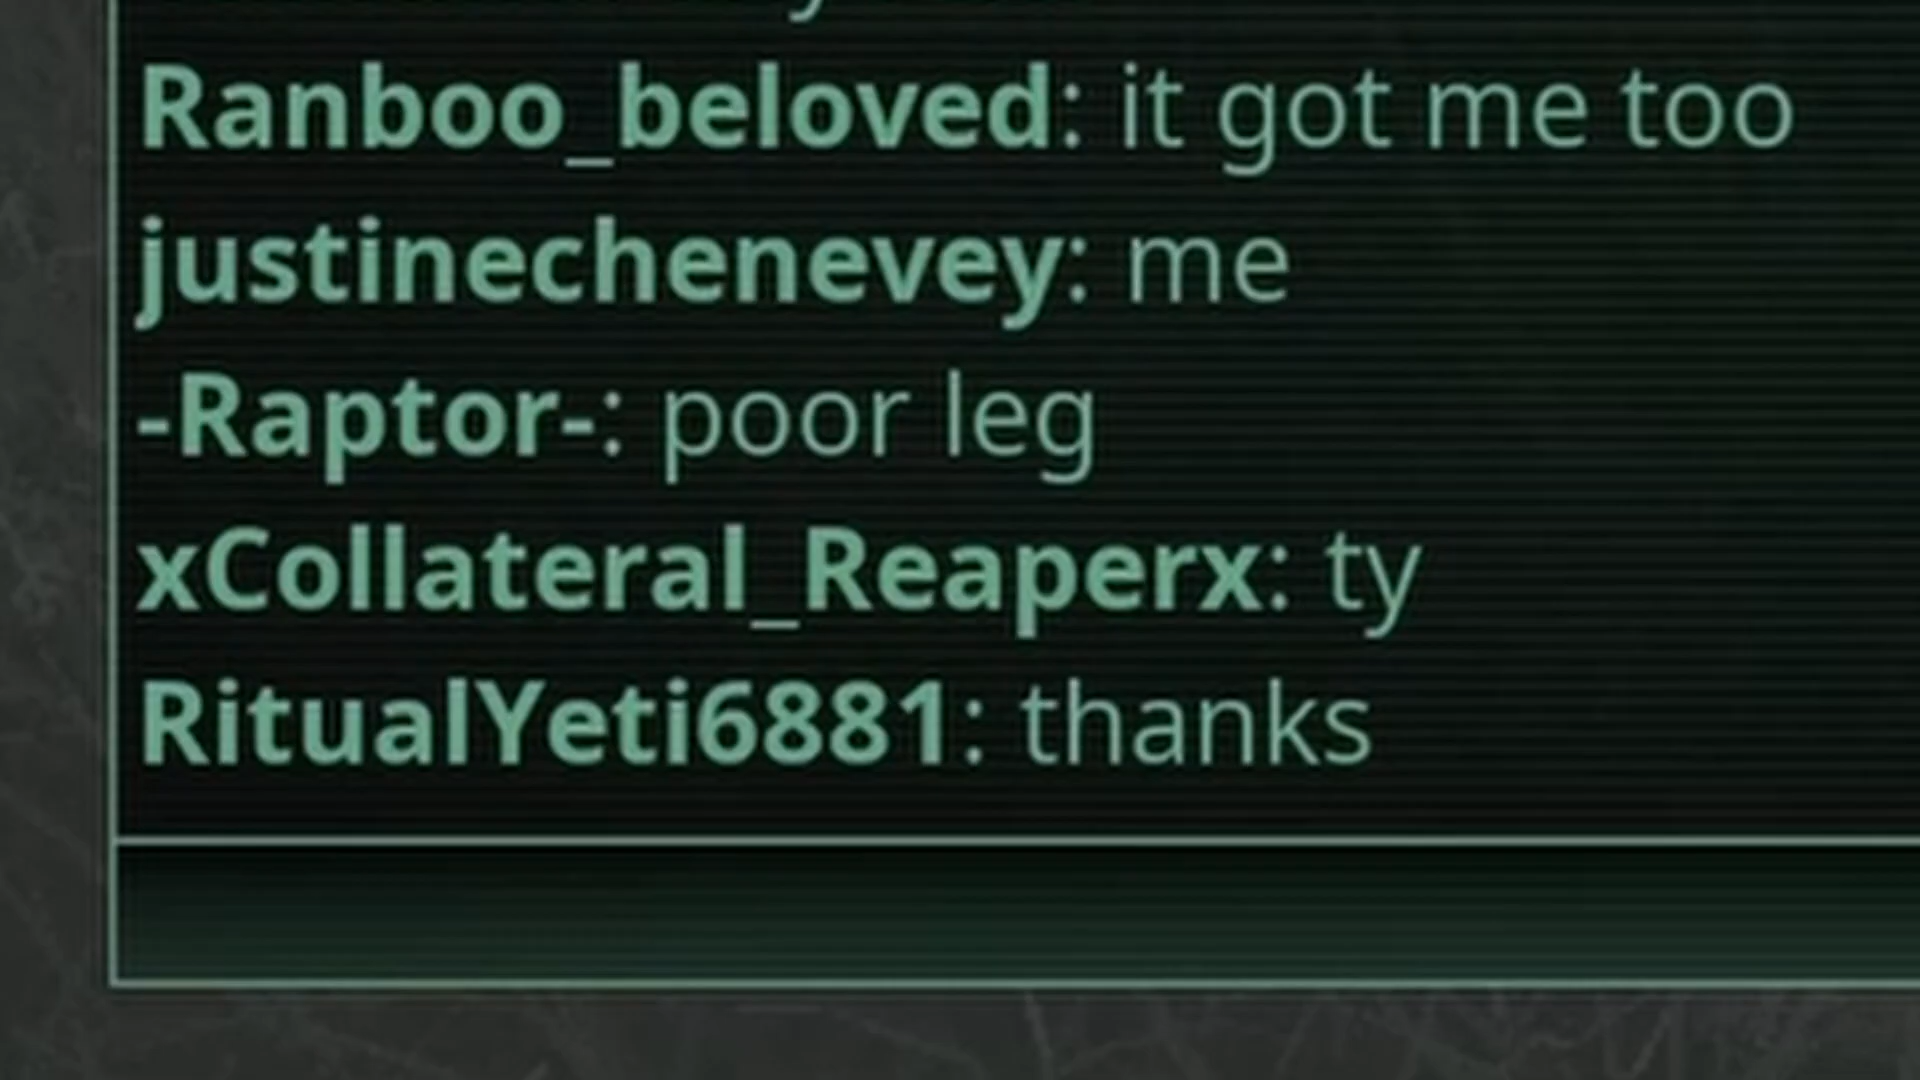 Ranboo_beloved: it got me too
justinechenevey: me
-Raptor-: poor leg
xCollateral_Reaperx: ty
RitualYeti6881: thanks